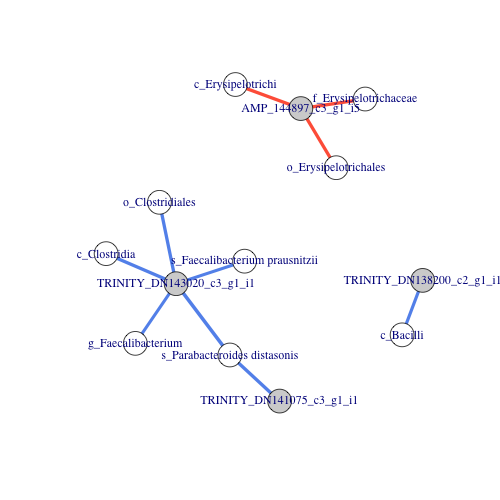 c_Erysipelotrichi
f_Erysipelotrichaceae
AMP_144897_c3_g1_i5
o_Erysipelotrichales
o_Clostridiales
c_Clostridia
s_Faecalibacterium prausnitzii
TRINITY_DN143020_c3_g1_i1
TRINITY_DN138200_c2_g1_i1
c_Bacilli
g_Faecalibacterium
s_Parabacteroides distasonis
TRINITY_DN141075_c3_g1_i1